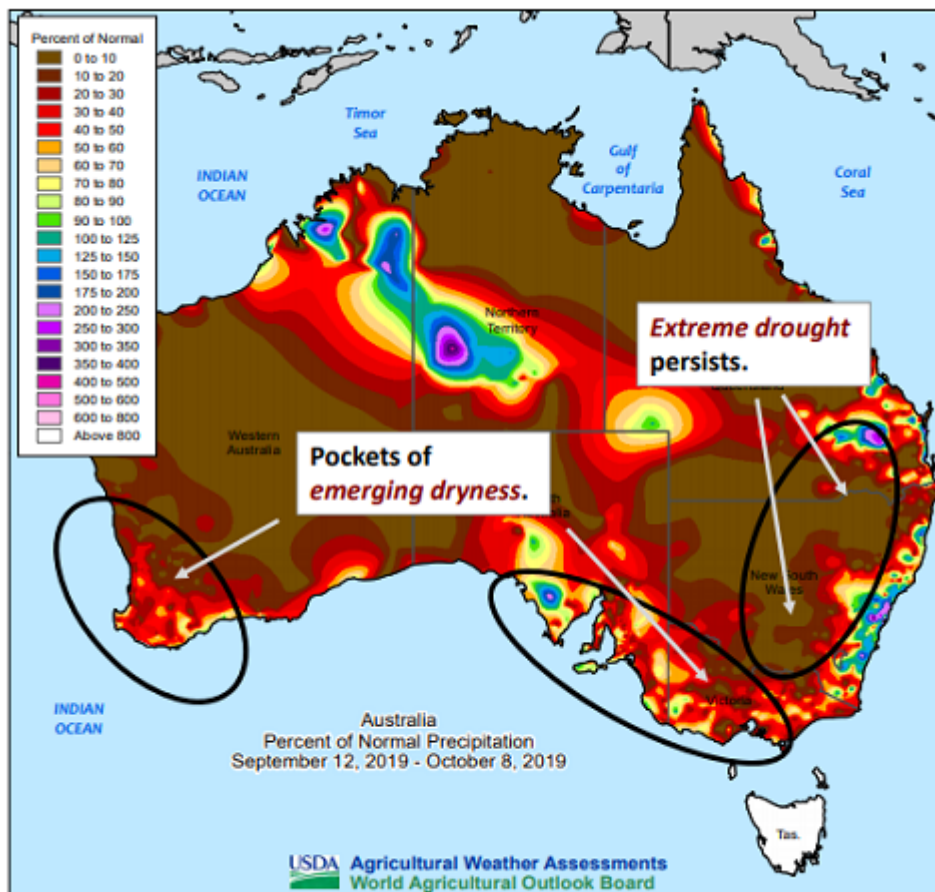 Percent of Normal
0 to 10
10 to 20
20 to 30
30 to 40
40 to 50
50 to 60
60 to 70
70 to 80
80 to 90
90 to 100
100 to 125
125 to 150
150 to 175
175 to 200
200 to 250
250 to 300
300 to 350
350 to 400
400 to 500
500 to 600
600 to 800
Above 800
Timor
Sea
INDIAN
OCEAN
Gulf
of
Carpentaria
Coral
Sea
Northern
Territory
Extreme drought
persists.
Western
Australia
Pockets of
emerging dryness.
New South
Wales
Victoria
INDIAN
OCEAN
Australia
Percent of Normal Precipitation
September 12, 2019 - October 8, 2019
Tas.
USDA Agricultural Weather Assessments
World Agricultural Outlook Board